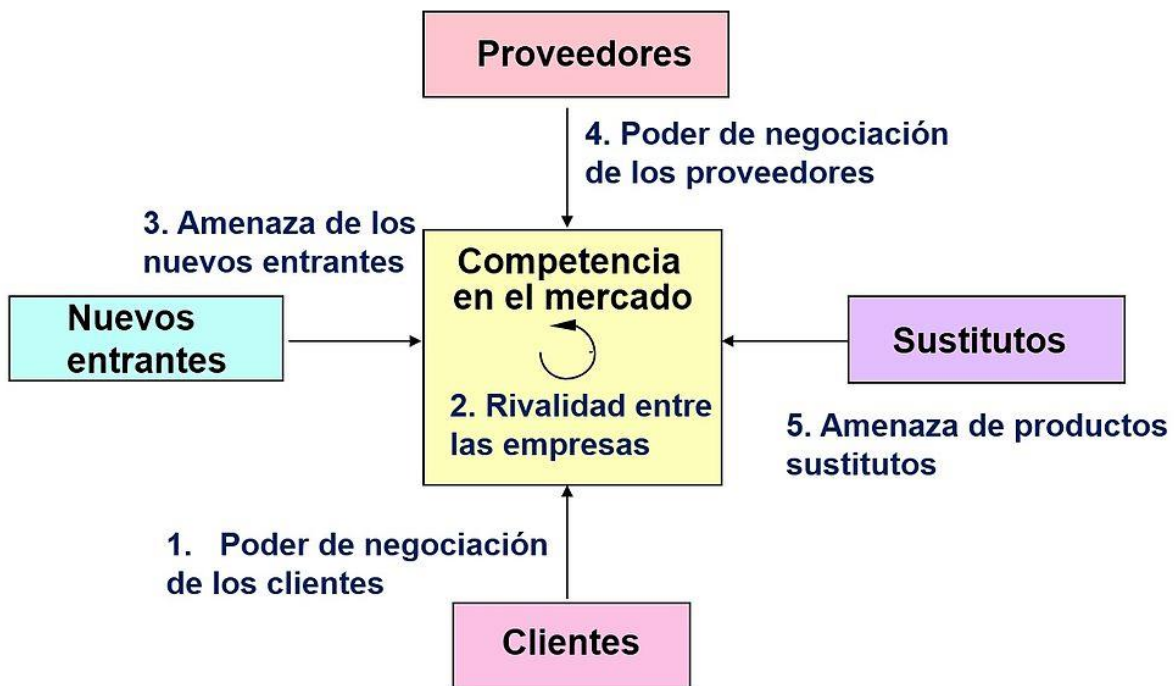 Proveedores
4. Poder de negociación
de los proveedores
3. Amenaza de los
nuevos entrantes
Competencia
en el mercado
Nuevos
entrantes
Sustitutos
2. Rivalidad entre
las empresas
5. Amenaza de productos
sustitutos
1. Poder de negociación
de los clientes
Clientes